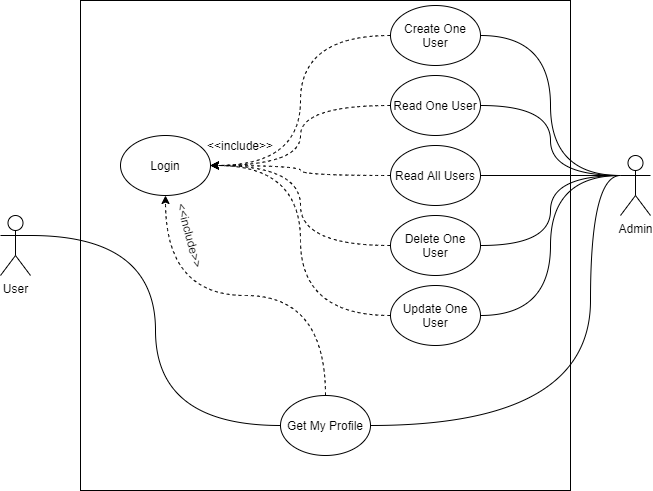 Create One
User
Read One User
<<include>>
Login
Read All Users
<<include>>
Admin
Delete One
User
User
Update One
User
Get My Profile